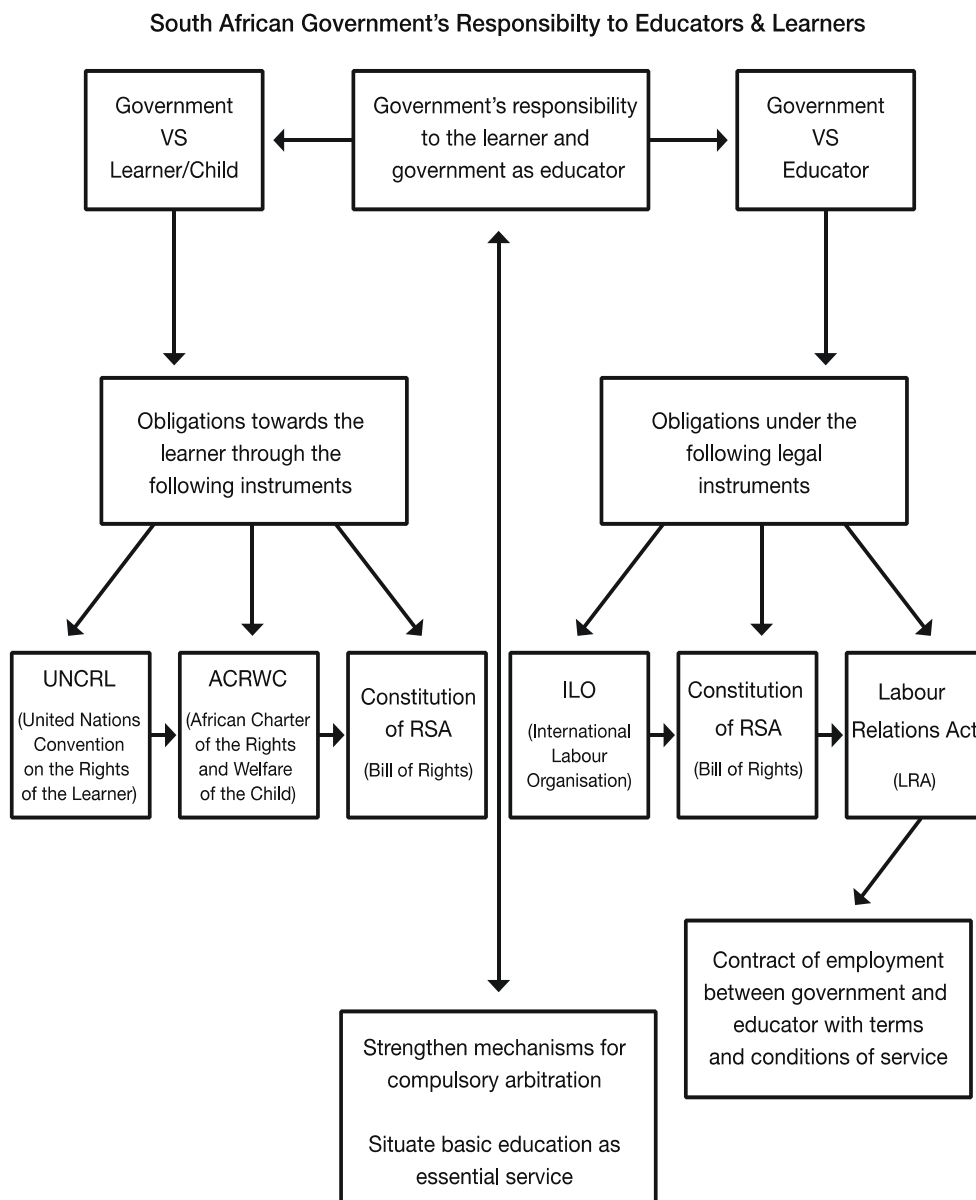 South African Government's Responsibilty to Educators & Learners
Government
VS
Learner/Child
Government's responsibility
to the learner and
government as educator
Government
VS
Educator
Obligations towards the
learner through the
following instruments
Obligations under the
following legal
instruments
UNCRL
(United Nations
Convention
on the Rights
of the Learner)
ACRWC
(African Charter
of the Rights
and Welfare
of the Child)
Constitution
of RSA
(Bill of Rights)
ILO
(International
Labour
Organisation)
Constitution
of RSA
(Bill of Rights)
Labour
Relations Act
(LRA)
Contract of employment
between government and
educator with terms
and conditions of service
Strengthen mechanisms for
compulsory arbitration
Situate basic education as
essential service